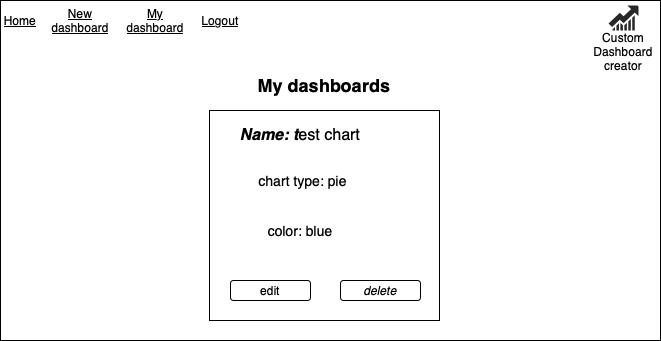 Home
New
dashboard
My
dashboard
Logout
Custom
Dashboard
creator
My dashboards
Name: test chart
chart type: pie
color: blue
edit
delete